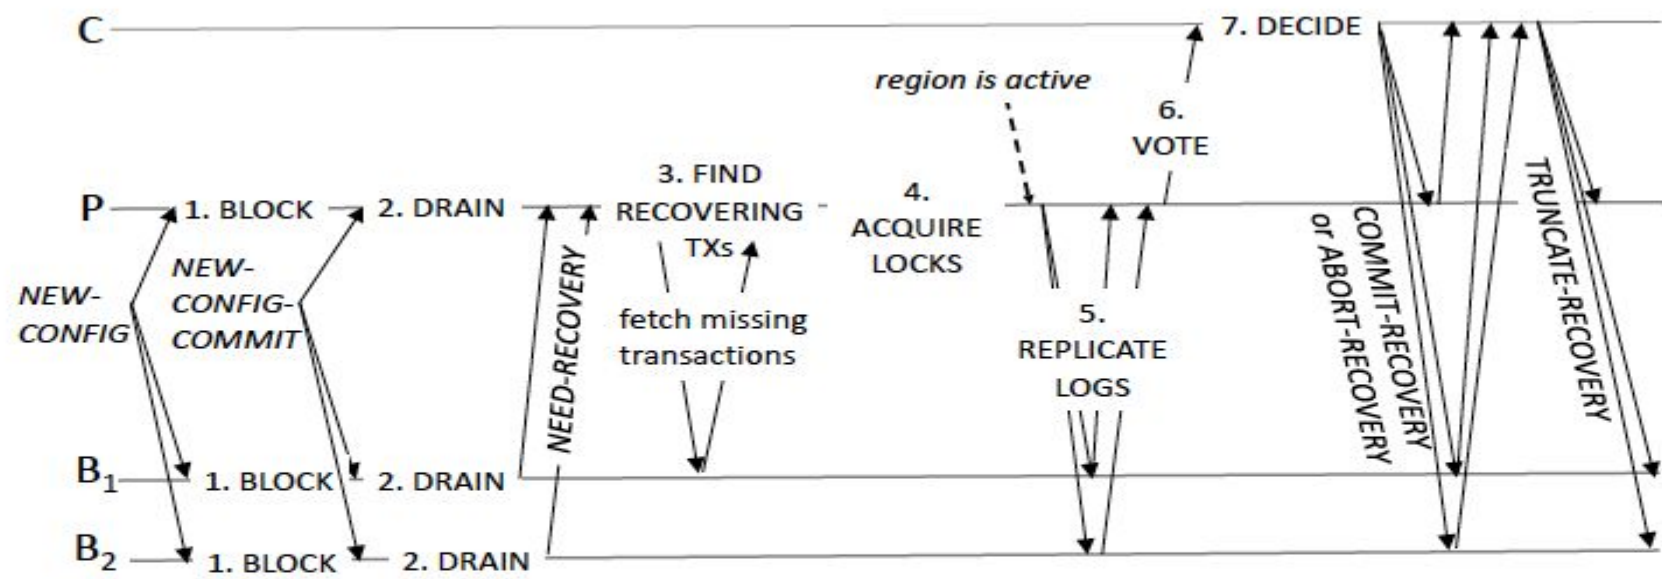 C
7. DECIDE
region is active
6.
VOTE
P
1. BLOCK
2. DRAIN
3. FIND
RECOVERING
TXs
4.
ACQUIRE
LOCKS
NEW-
CONFIG
NEW-
CONFIG-
COMMIT
NEED-RECOVERY
fetch missing
transactions
5.
REPLICATE
LOGS
COMMIT-RECOVERY
or ABORT-RECOVERY
TRUNCATE-RECOVERY
B1
1. BLOCK
2. DRAIN
B2
1. BLOCK
2. DRAIN